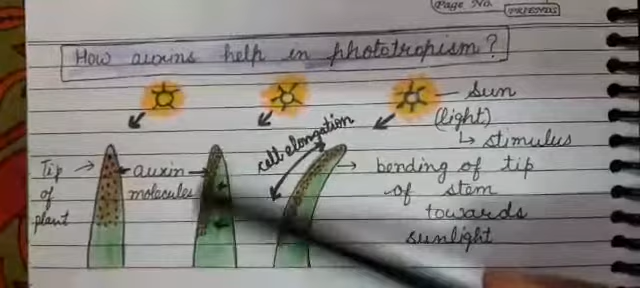 Page No.
How auxins help in phototropism?
Sun
(light)
↳ stimulus
cell elongation
Tip of plant
auxin molecules
bending of tip
of stem
towards
sunlight